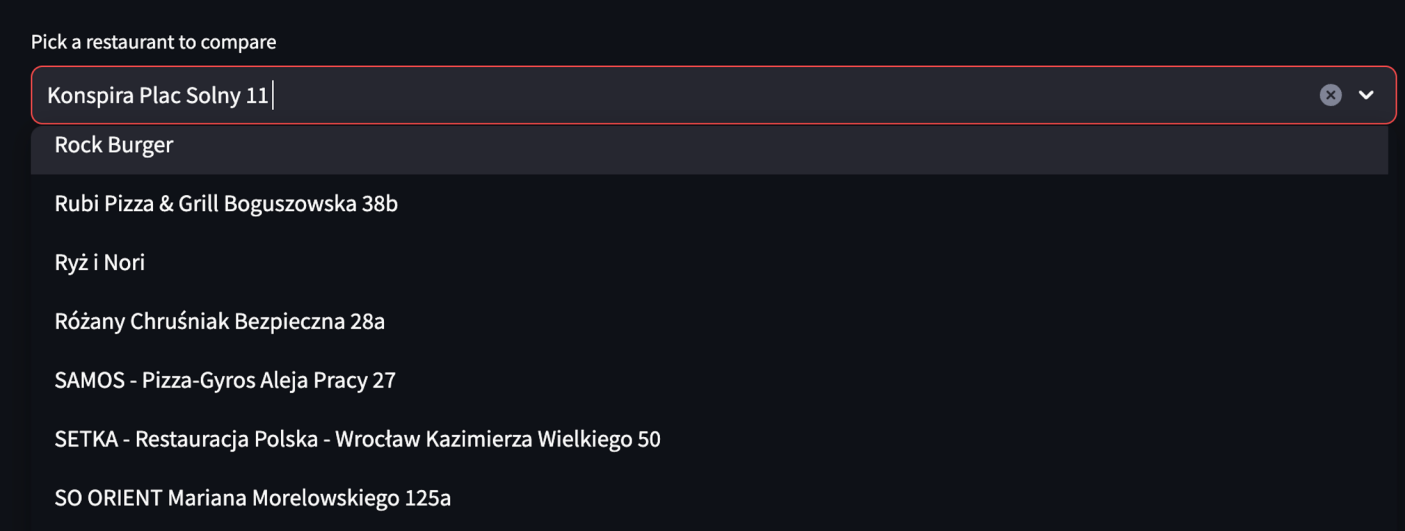 Pick a restaurant to compare
Konspira Plac Solny 11
Rock Burger
Rubi Pizza & Grill Boguszowska 38b
Ryż i Nori
Różany Chruśniak Bezpieczna 28a
SAMOS - Pizza-Gyros Aleja Pracy 27
SETKA - Restauracja Polska - Wrocław Kazimierza Wielkiego 50
SO ORIENT Mariana Morelowskiego 125a